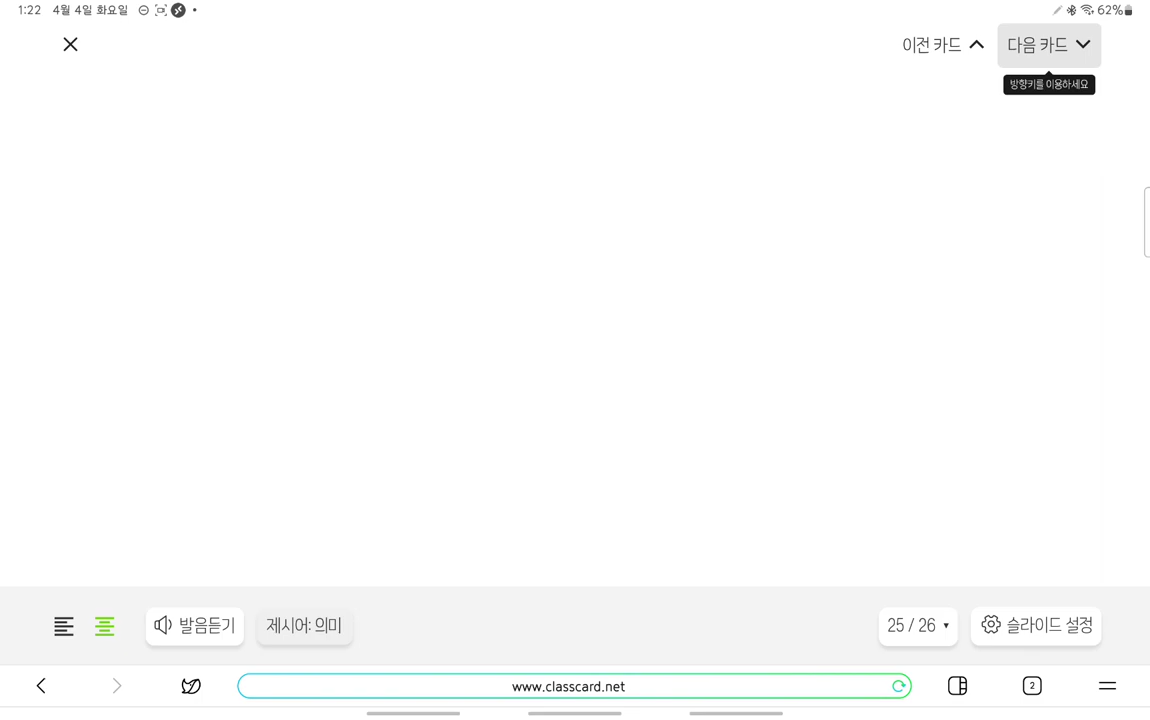 1:22 4월 4일 화요일
62%
이전 카드 다음 카드
방향키를 이용하세요
발음듣기 제시어: 의미 25 / 26 슬라이드 설정
www.classcard.net
2